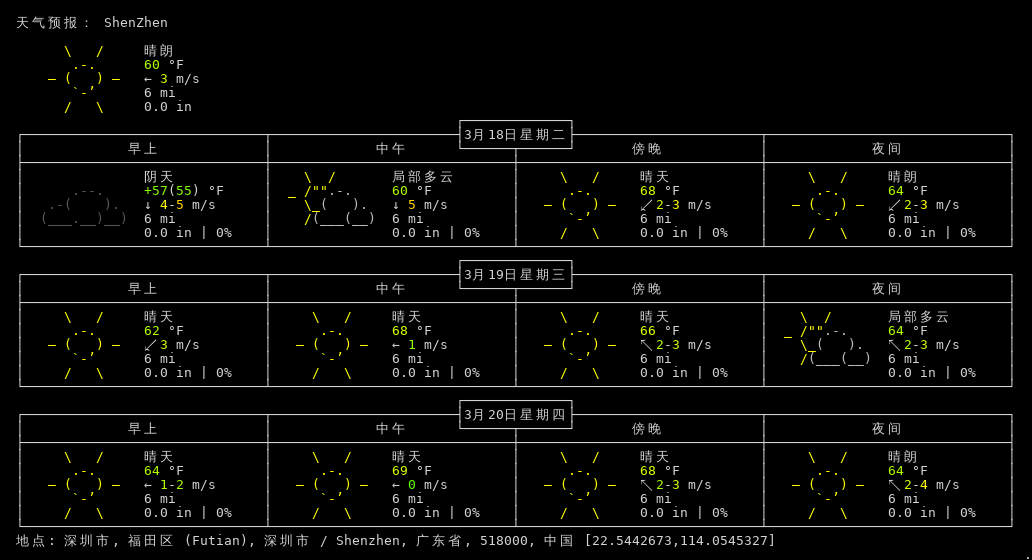 天气预报： ShenZhen
晴朗
60 °F
← 3 m/s
6 mi
0.0 in
3月18日星期二
早上 中午 傍晚 夜间
阴天 局部多云 晴天 晴朗
+57(55) °F 60 °F 68 °F 64 °F
↓ 4-5 m/s ↓ 5 m/s ↙ 2-3 m/s ↙ 2-3 m/s
6 mi 6 mi 6 mi 6 mi
0.0 in | 0% 0.0 in | 0% 0.0 in | 0% 0.0 in | 0%
3月19日星期三
早上 中午 傍晚 夜间
晴天 晴天 晴天 局部多云
62 °F 68 °F 66 °F 64 °F
↙ 3 m/s ← 1 m/s ↖ 2-3 m/s ↖ 2-3 m/s
6 mi 6 mi 6 mi 6 mi
0.0 in | 0% 0.0 in | 0% 0.0 in | 0% 0.0 in | 0%
3月20日星期四
早上 中午 傍晚 夜间
晴天 晴天 晴天 晴朗
64 °F 69 °F 68 °F 64 °F
← 1-2 m/s ← 0 m/s ↖ 2-3 m/s ↖ 2-4 m/s
6 mi 6 mi 6 mi 6 mi
0.0 in | 0% 0.0 in | 0% 0.0 in | 0% 0.0 in | 0%
地点: 深圳市, 福田区 (Futian), 深圳市 / Shenzhen, 广东省, 518000, 中国 [22.5442673,114.0545327]